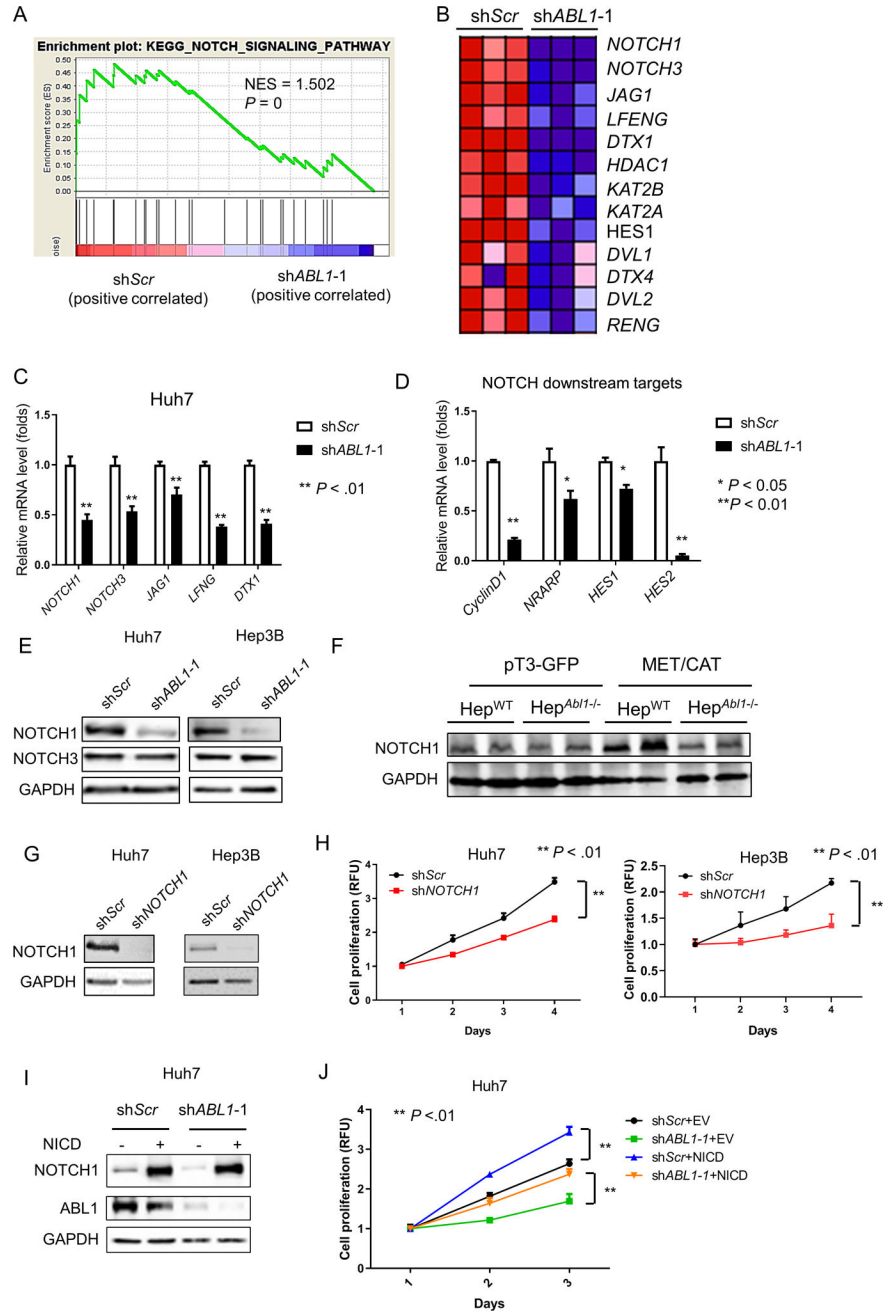 A
Enrichment plot: KEGG_NOTCH_SIGNALING_PATHWAY
Enrichment score (ES)
0.50
0.45
0.40
0.35
0.30
0.25
0.20
0.15
0.10
0.05
0.00
NES = 1.502
P = 0
oise)
shScr
(positive correlated)
shABL1-1
(positive correlated)
B
shScr shABL1-1
NOTCH1
NOTCH3
JAG1
LFENG
DTX1
HDAC1
KAT2B
KAT2A
HES1
DVL1
DTX4
DVL2
RENG
C
Huh7
Relative mRNA level (folds)
1.5
1.0
0.5
0.0
** ** ** ** **
NOTCH1 NOTCH3 JAG1 LFNG DTX1
shScr
shABL1-1
** P < .01
D
NOTCH downstream targets
Relative mRNA level (folds)
1.5
1.0
0.5
0.0
** * * **
CyclinD1 NRARP HES1 HES2
shScr
shABL1-1
* P < 0.05
**P < 0.01
E
Huh7 Hep3B
shScr shABL1-1 shScr shABL1-1
NOTCH1
NOTCH3
GAPDH
F
pT3-GFP MET/CAT
HepWT HepAbl1-/- HepWT HepAbl1-/-
NOTCH1
GAPDH
G
Huh7 Hep3B
shScr shNOTCH1 shScr shNOTCH1
NOTCH1
GAPDH
H
Huh7
** P < .01
shScr
shNOTCH1
**
Cell proliferation (RFU)
4
3
2
1
0
1 2 3 4
Days
Hep3B
** P < .01
shScr
shNOTCH1
**
Cell proliferation (RFU)
2.5
2.0
1.5
1.0
0.5
0.0
1 2 3 4
Days
I
Huh7
shScr shABL1-1
NICD - + - +
NOTCH1
ABL1
GAPDH
J
Huh7
** P <.01
Cell proliferation (RFU)
4
3
2
1
0
1 2 3
Days
**
**
shScr+EV
shABL1-1+EV
shScr+NICD
shABL1-1+NICD